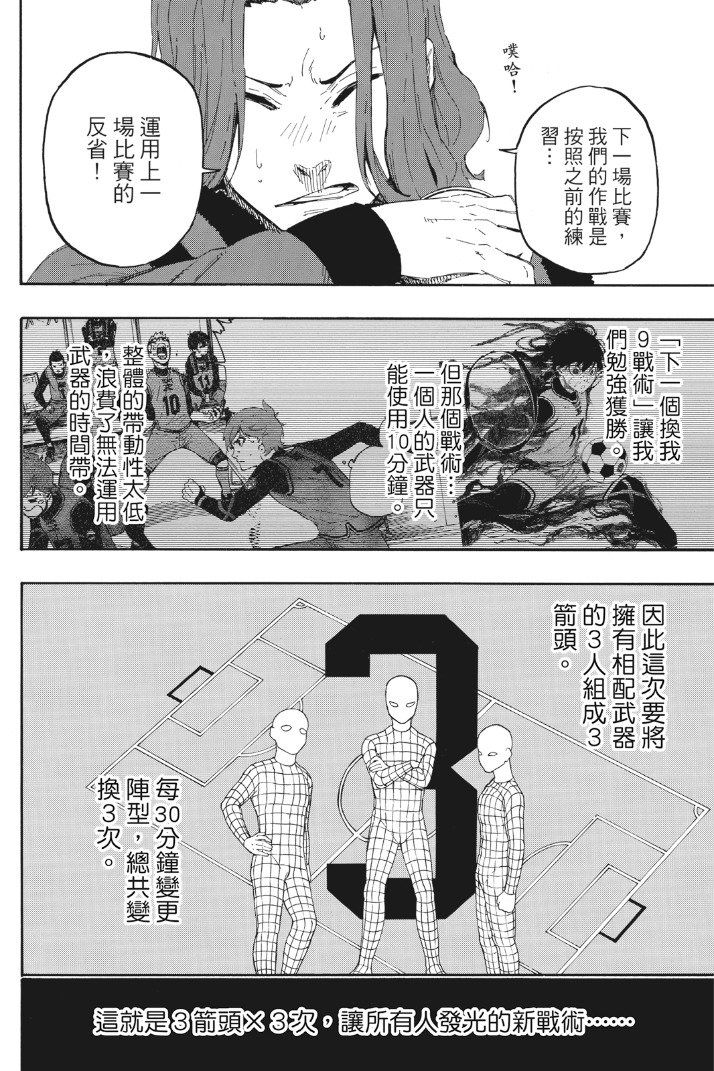 噗哈！
下一場比賽，
我們的作戰是
按照之前的練
習…
運用上一
場比賽的
反省！
「下一個換我
9戰術」讓我
們勉強獲勝。
但那個戰術…
一個人的武器只
能使用10分鐘。
整體的帶動性太低
，浪費了無法運用
武器的時間帶。
10
11
因此這次要將
擁有相配武器
的3人組成3
箭頭。
3
每30分鐘變更
陣型，總共變
換3次。
這就是3箭頭×3次，讓所有人發光的新戰術……